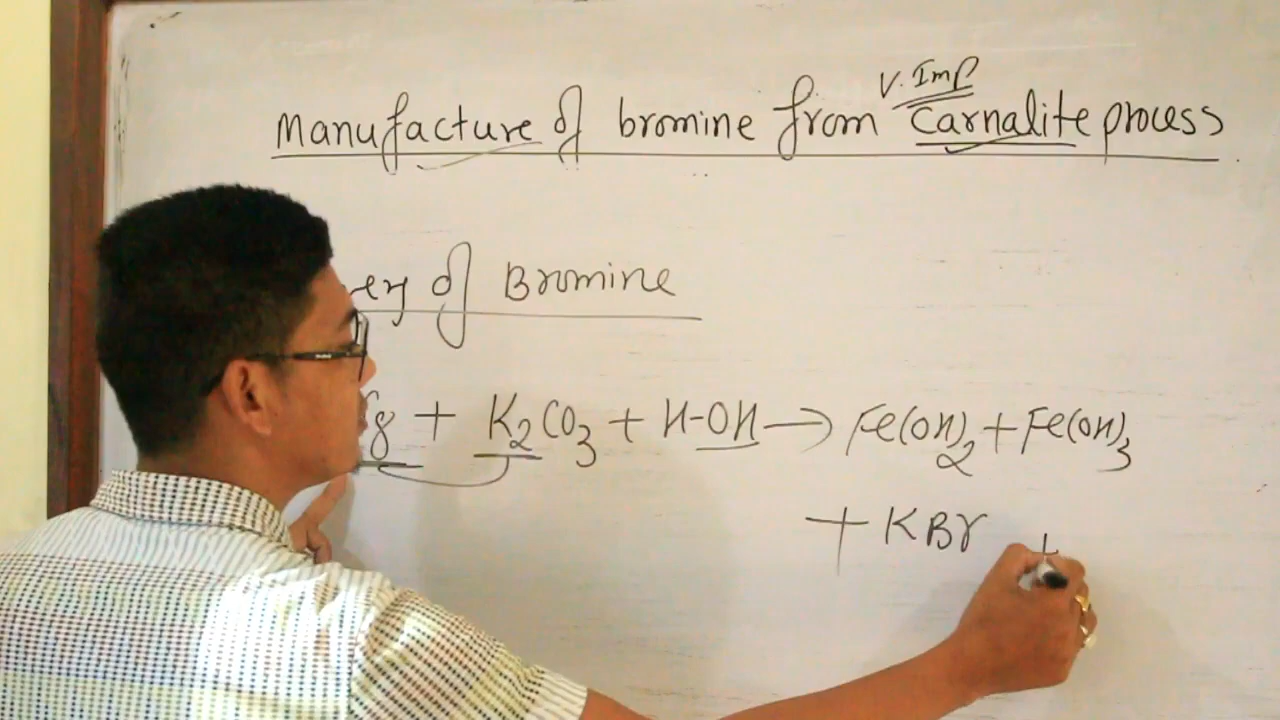 V. Imp
Manufacture of bromine from Carnalite process
ery of Bromine
8 + K2CO3 + H-OH → Fe(OH)2 + Fe(OH)3
+ KBr +